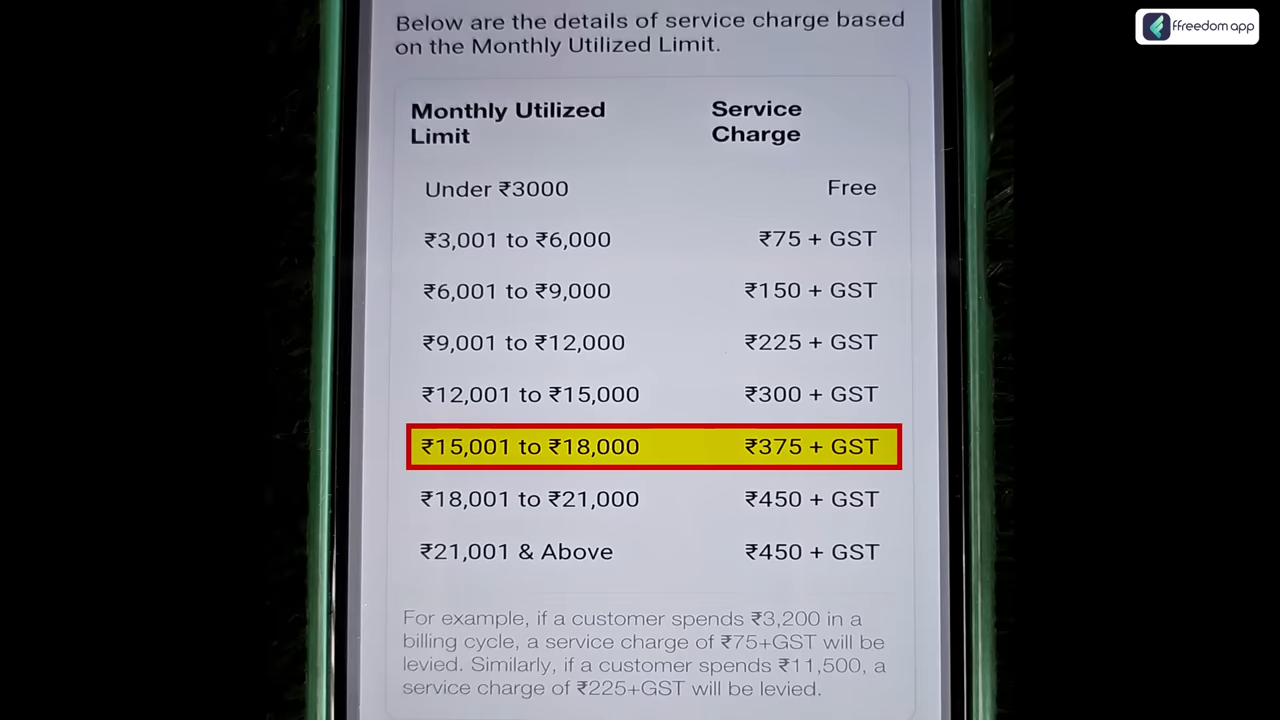 ffreedom app
Below are the details of service charge based
on the Monthly Utilized Limit.
Monthly Utilized Limit Service Charge
Under ₹3000 Free
₹3,001 to ₹6,000 ₹75 + GST
₹6,001 to ₹9,000 ₹150 + GST
₹9,001 to ₹12,000 ₹225 + GST
₹12,001 to ₹15,000 ₹300 + GST
₹15,001 to ₹18,000 ₹375 + GST
₹18,001 to ₹21,000 ₹450 + GST
₹21,001 & Above ₹450 + GST
For example, if a customer spends ₹3,200 in a
billing cycle, a service charge of ₹75+GST will be
levied. Similarly, if a customer spends ₹11,500, a
service charge of ₹225+GST will be levied.